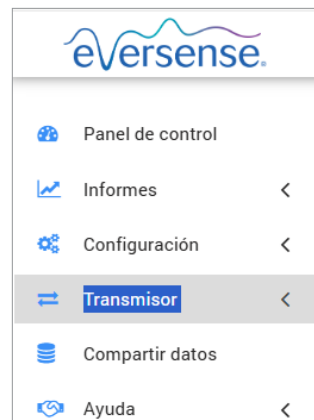 eversense®
Panel de control
Informes
Configuración
Transmisor
Compartir datos
Ayuda